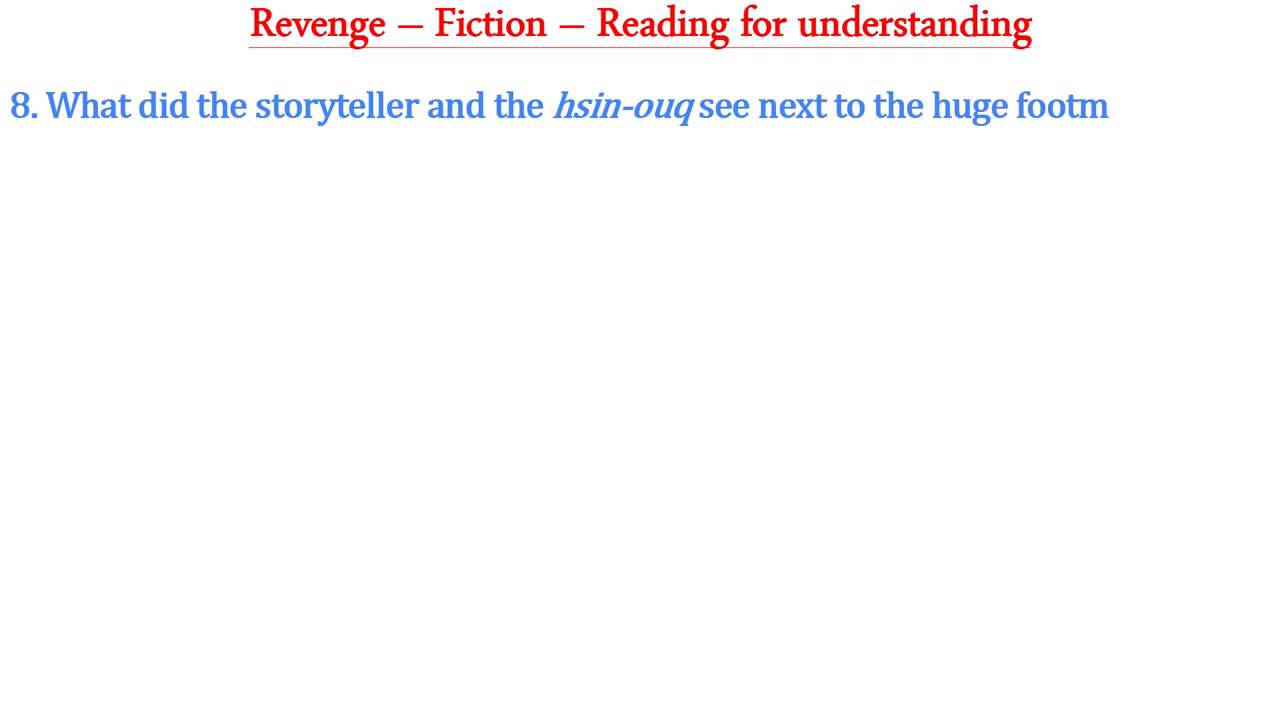 Revenge – Fiction – Reading for understanding
8. What did the storyteller and the hsin-ouq see next to the huge footm